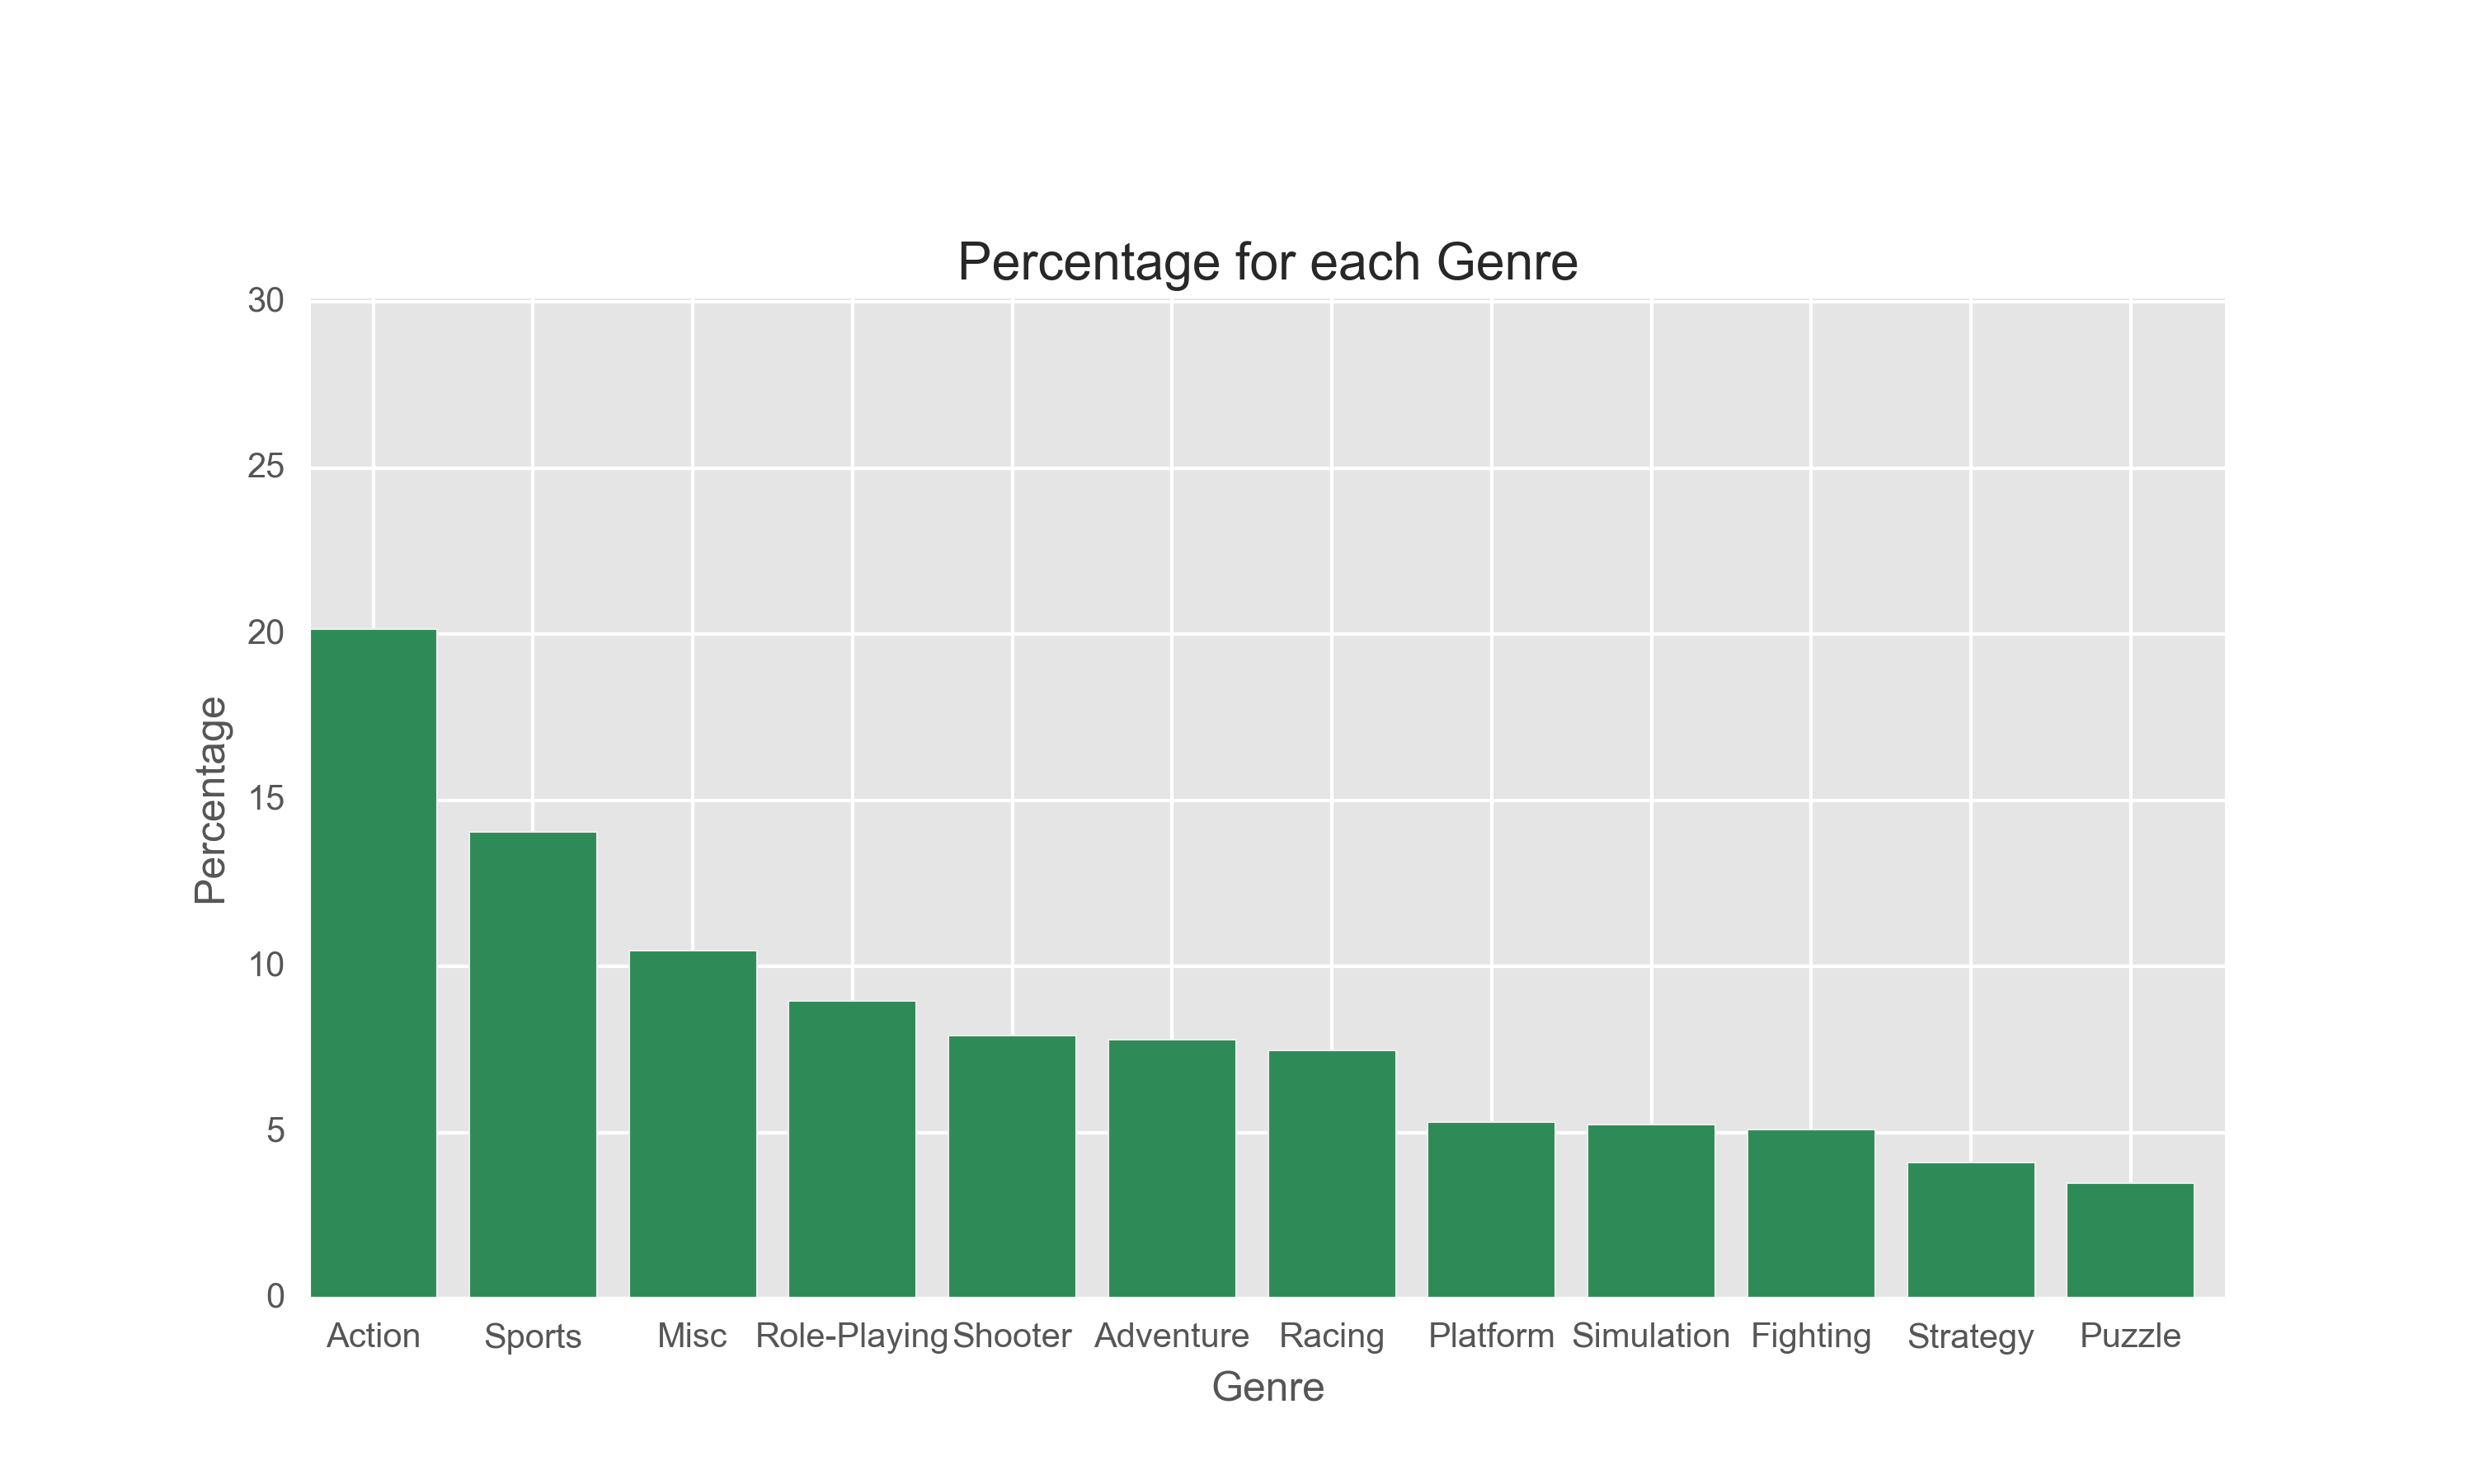 Percentage for each Genre
30
25
20
15
10
5
0
Percentage
Action Sports Misc Role-Playing Shooter Adventure Racing Platform Simulation Fighting Strategy Puzzle
Genre